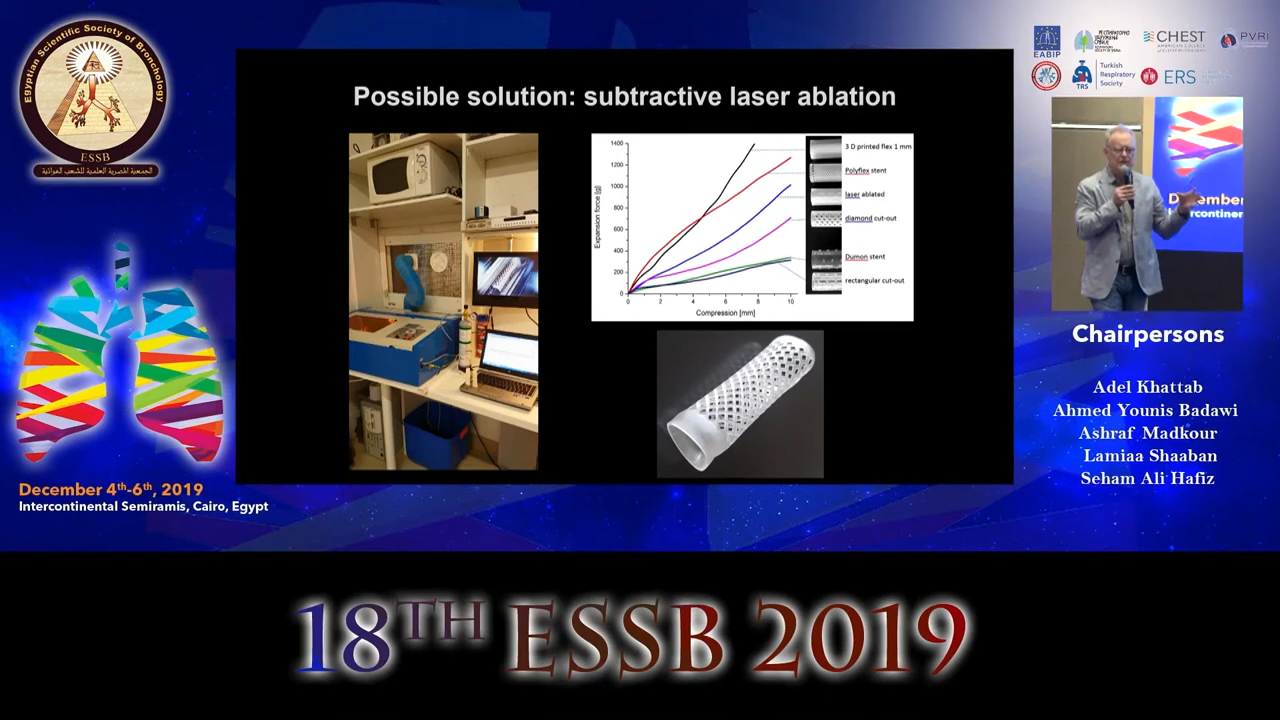 Egyptian Scientific Society of Bronchology
ESSB
الجمعية المصرية العلمية للشعب الهوائية
December 4th-6th, 2019
Intercontinental Semiramis, Cairo, Egypt
Possible solution: subtractive laser ablation
Expansion force [g]
1400
1200
1000
800
600
400
200
0
0 2 4 6 8 10
Compression [mm]
3 D printed flex 1 mm
Polyflex stent
laser ablated
diamond cut-out
Dumon stent
rectangular cut-out
EABIP
CHEST
PVRI
TRS
Turkish
Respiratory
Society
ERS
December
Intercontinen
Chairpersons
Adel Khattab
Ahmed Younis Badawi
Ashraf Madkour
Lamiaa Shaaban
Seham Ali Hafiz
18TH ESSB 2019